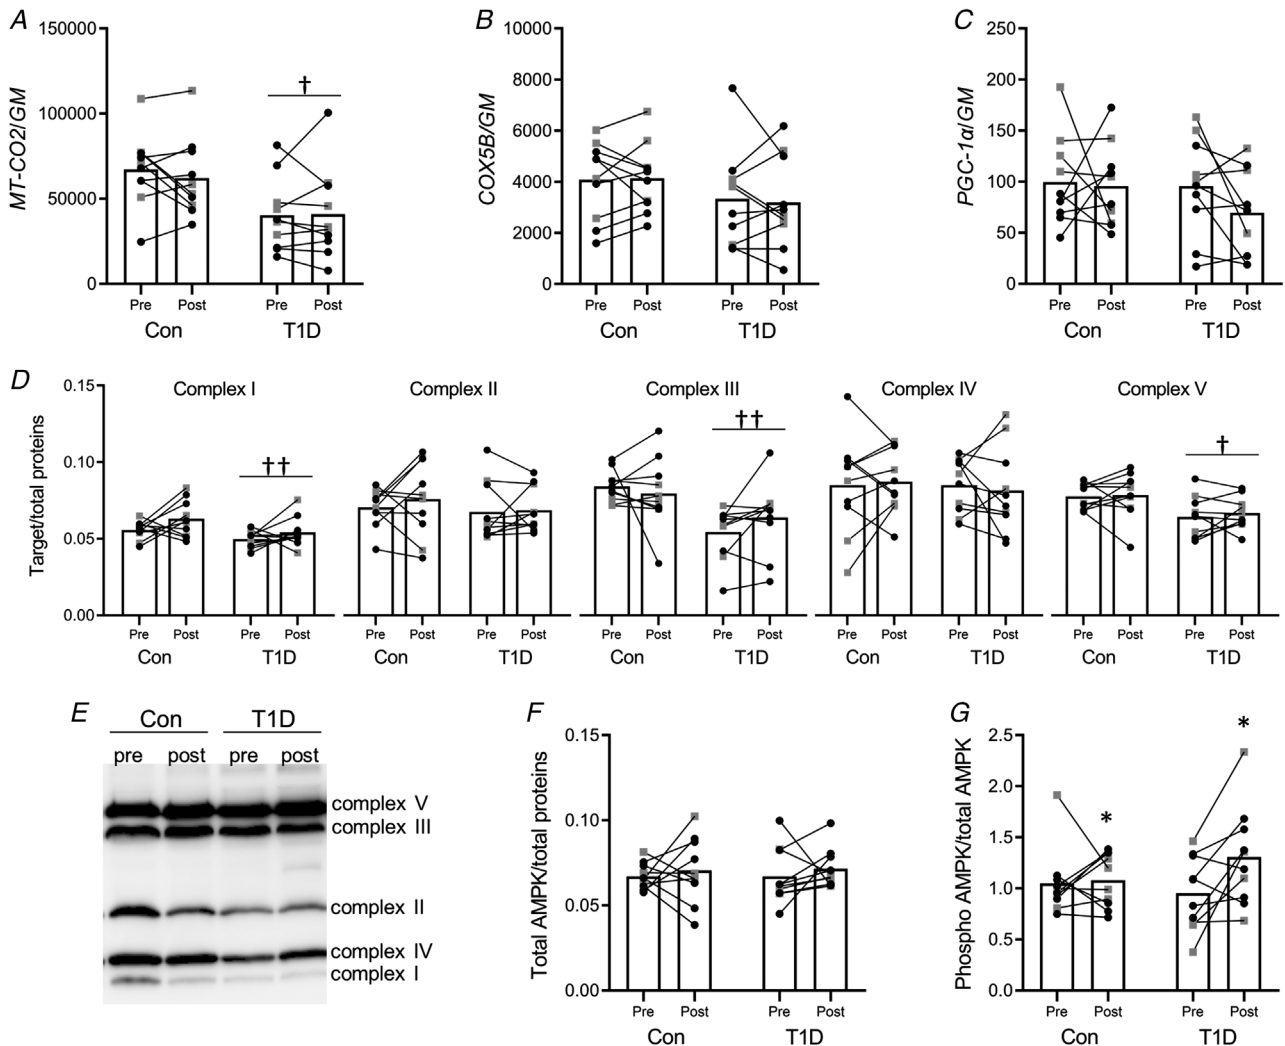 A
MT-CO2/GM
150000
100000
50000
0
†
Pre Post Pre Post
Con T1D
B
COX5B/GM
10000
8000
6000
4000
2000
0
Pre Post Pre Post
Con T1D
C
PGC-1α/GM
250
200
150
100
50
0
Pre Post Pre Post
Con T1D
D
Target/total proteins
0.15
0.10
0.05
0.00
Complex I Complex II Complex III Complex IV Complex V
†† †† †
Pre Post Pre Post Pre Post Pre Post Pre Post Pre Post Pre Post Pre Post Pre Post Pre Post
Con T1D Con T1D Con T1D Con T1D Con T1D
E
Con T1D
pre post pre post
complex V
complex III
complex II
complex IV
complex I
F
Total AMPK/total proteins
0.15
0.10
0.05
0.00
Pre Post Pre Post
Con T1D
G
Phospho AMPK/total AMPK
2.5
2.0
1.5
1.0
0.5
0.0
* *
Pre Post Pre Post
Con T1D